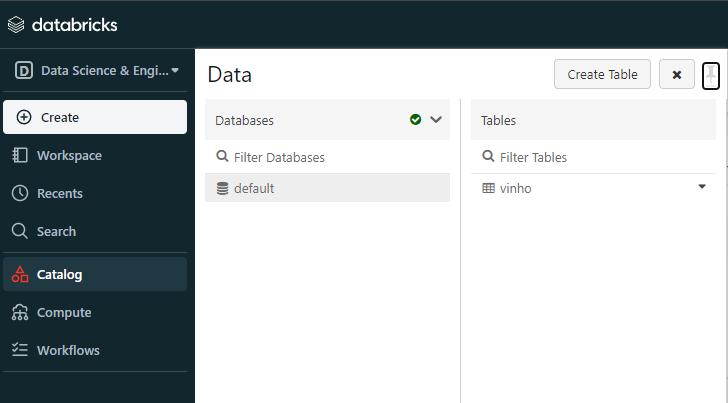 databricks
D Data Science & Engi...
Create
Workspace
Recents
Search
Catalog
Compute
Workflows
Data
Create Table
Databases
Filter Databases
default
Tables
Filter Tables
vinho